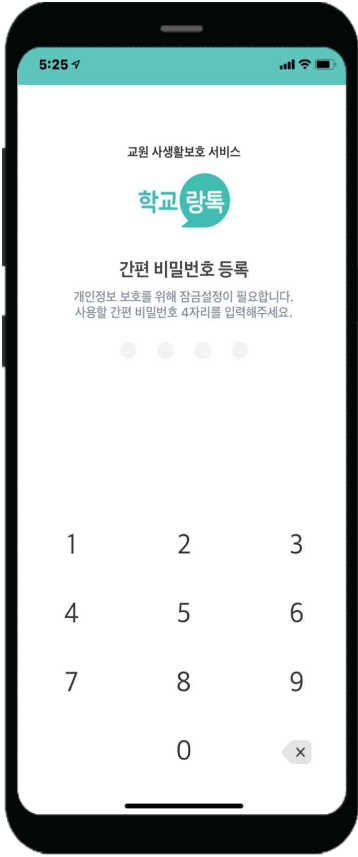 5:25
교원 사생활보호 서비스
학교랑톡
간편 비밀번호 등록
개인정보 보호를 위해 잠금설정이 필요합니다.
사용할 간편 비밀번호 4자리를 입력해주세요.
1 2 3
4 5 6
7 8 9
0